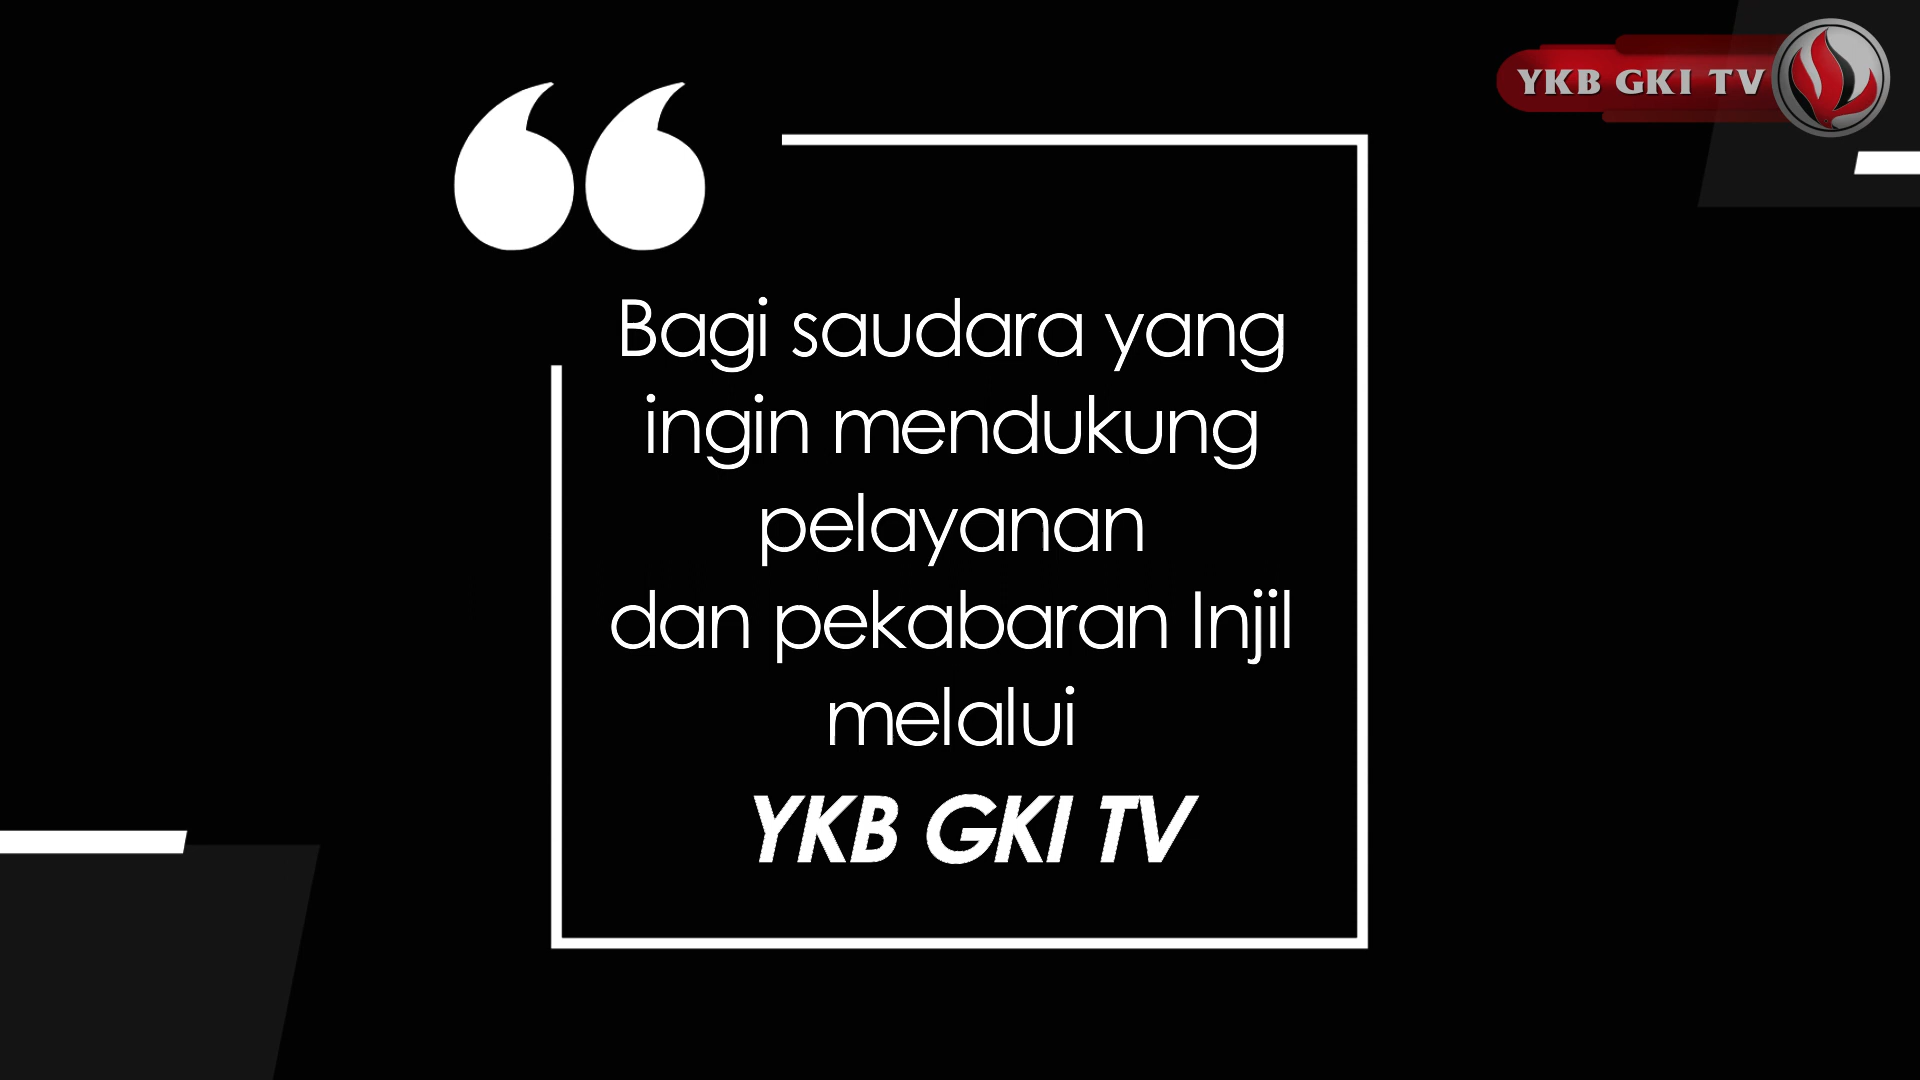 YKB GKI TV
Bagi saudara yang
ingin mendukung
pelayanan
dan pekabaran Injil
melalui
YKB GKI TV